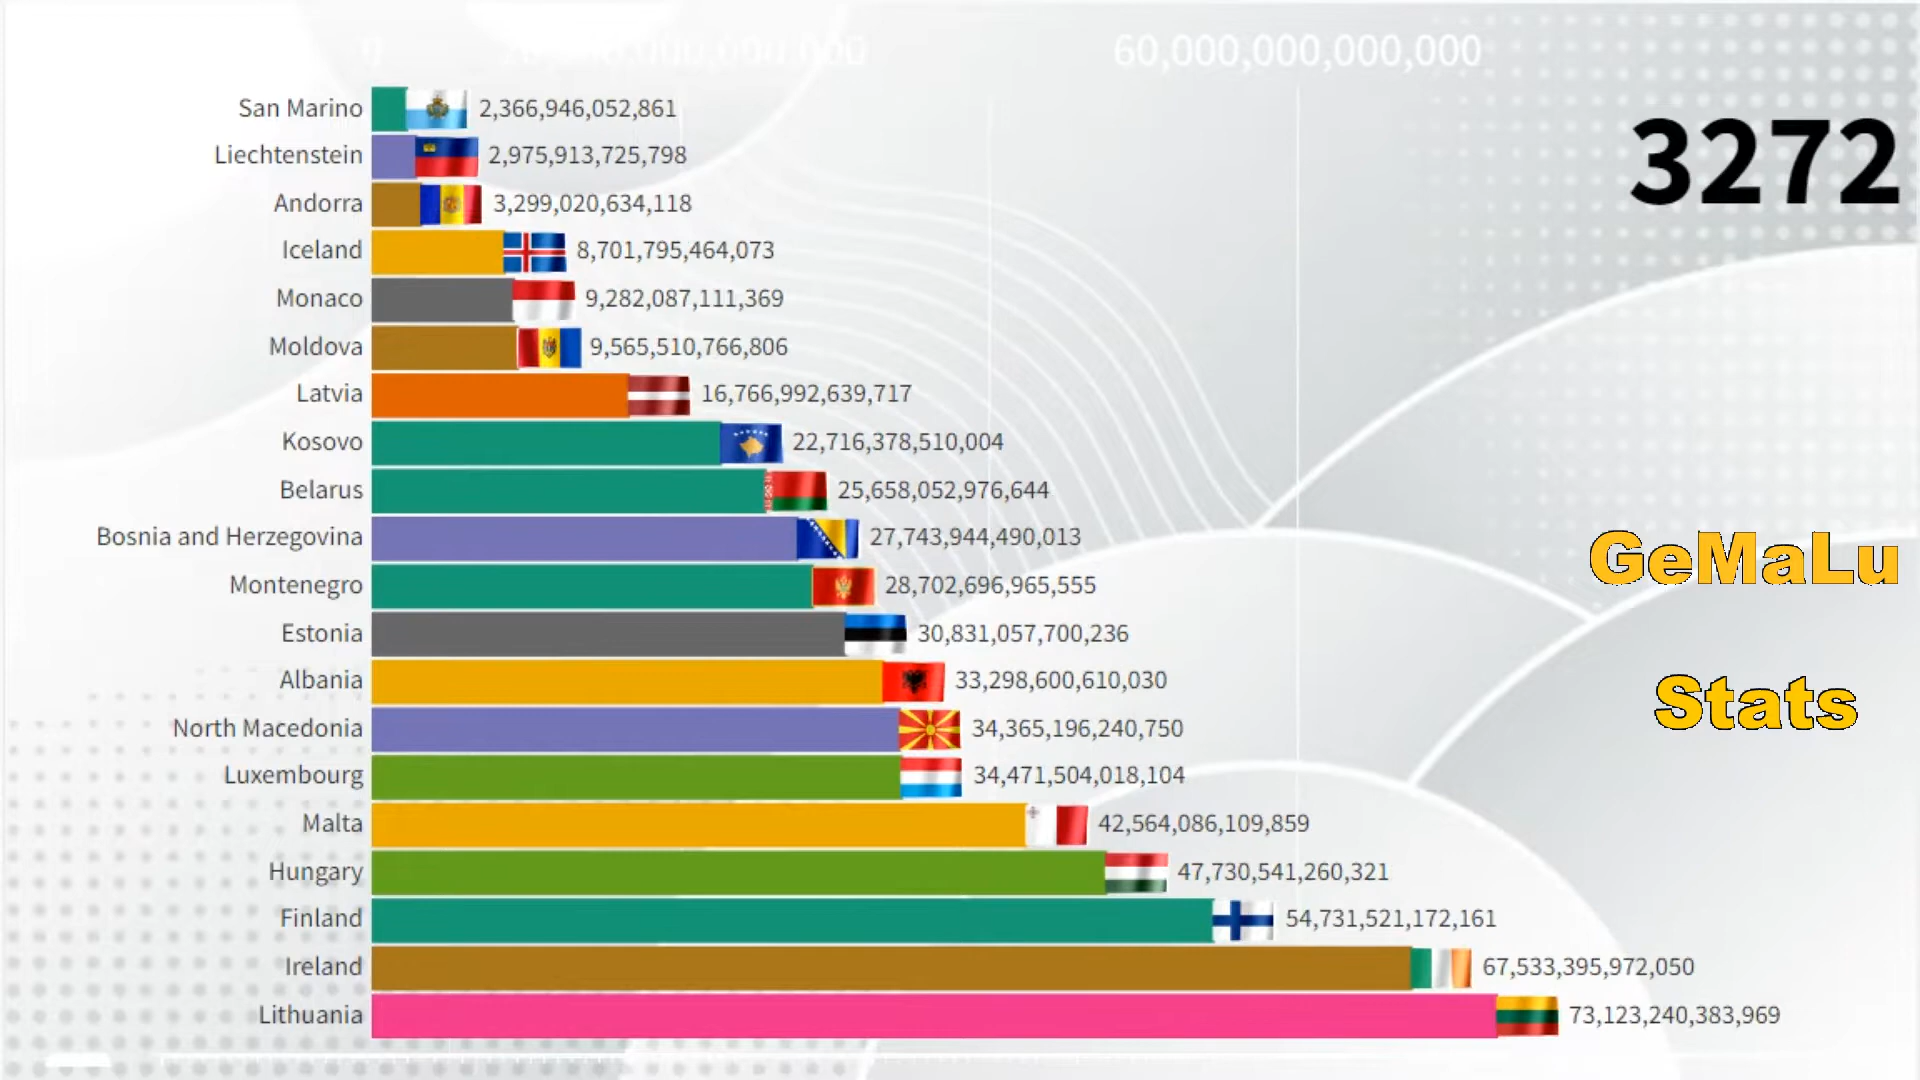 60,000,000,000,000
3272
San Marino 2,366,946,052,861
Liechtenstein 2,975,913,725,798
Andorra 3,299,020,634,118
Iceland 8,701,795,464,073
Monaco 9,282,087,111,369
Moldova 9,565,510,766,806
Latvia 16,766,992,639,717
Kosovo 22,716,378,510,004
Belarus 25,658,052,976,644
Bosnia and Herzegovina 27,743,944,490,013
Montenegro 28,702,696,965,555
Estonia 30,831,057,700,236
Albania 33,298,600,610,030
North Macedonia 34,365,196,240,750
Luxembourg 34,471,504,018,104
Malta 42,564,086,109,859
Hungary 47,730,541,260,321
Finland 54,731,521,172,161
Ireland 67,533,395,972,050
Lithuania 73,123,240,383,969
GeMaLu
Stats